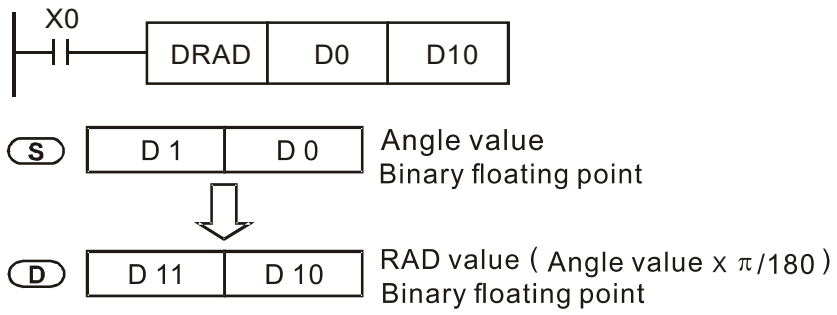 X0
DRAD D0 D10
S D 1 D 0 Angle value
Binary floating point
D D 11 D 10 RAD value ( Angle value x π/180 )
Binary floating point